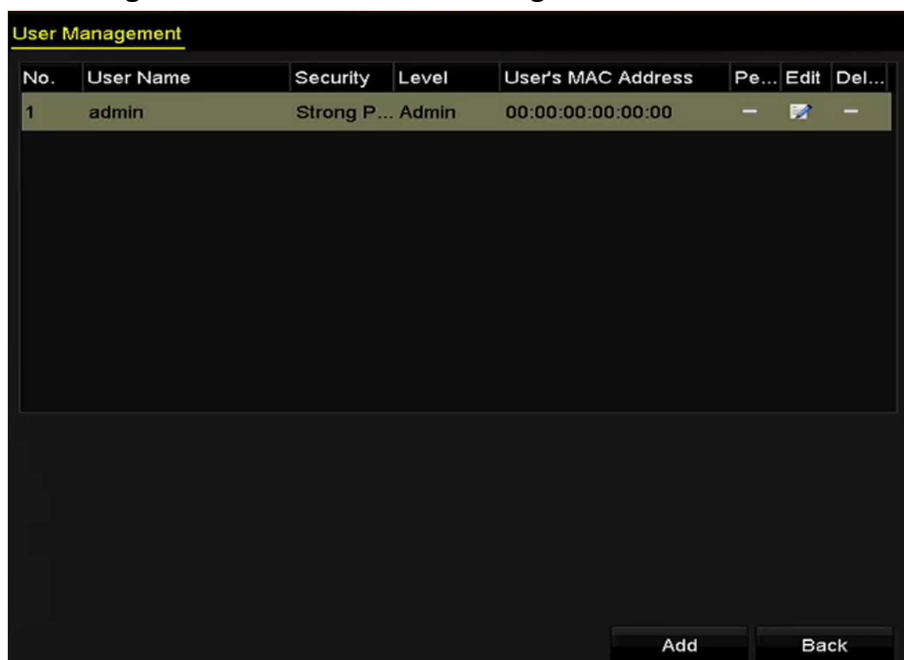 User Management
No. User Name Security Level User's MAC Address Pe... Edit Del...
1 admin Strong P... Admin 00:00:00:00:00:00 – –
Add Back